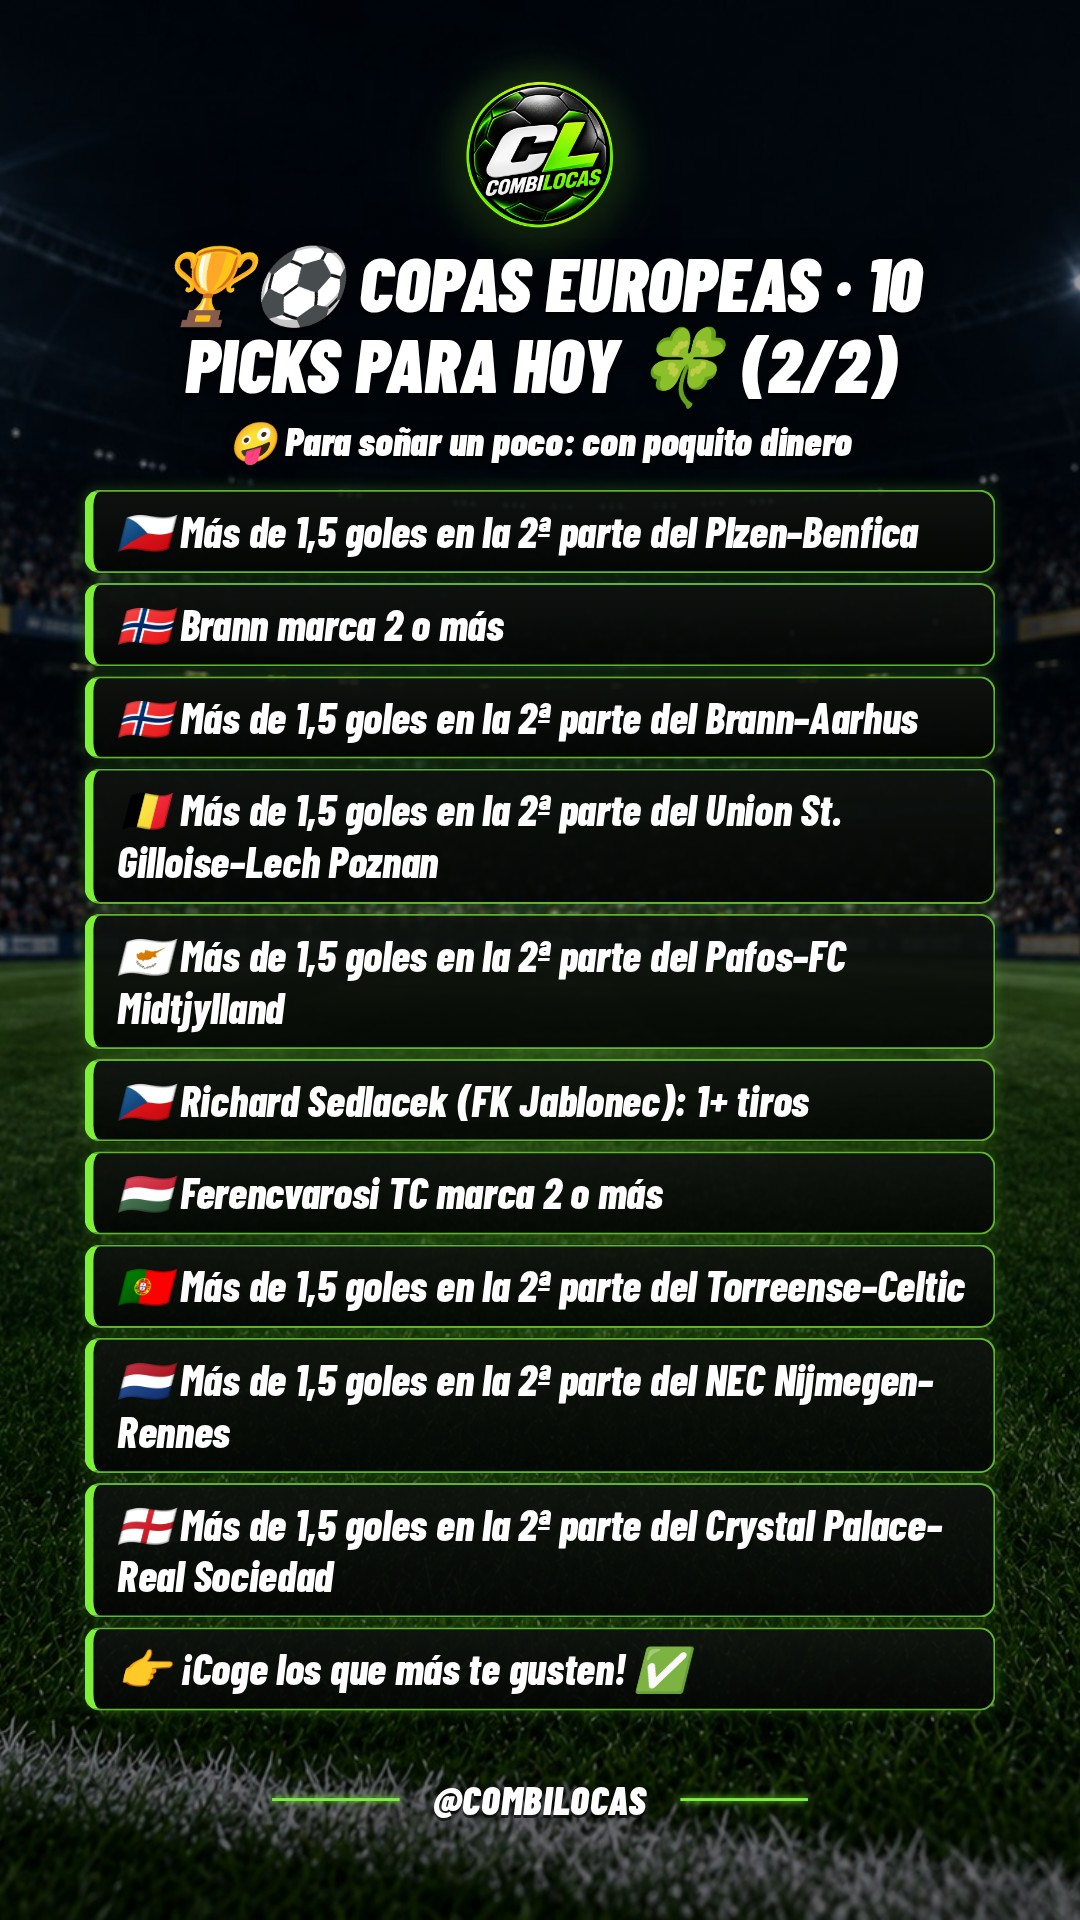 CL
COMBILOCAS
🏆⚽ COPAS EUROPEAS · 10
PICKS PARA HOY 🍀 (2/2)
🤪 Para soñar un poco: con poquito dinero
🇨🇿 Más de 1,5 goles en la 2ª parte del Plzen-Benfica
🇳🇴 Brann marca 2 o más
🇳🇴 Más de 1,5 goles en la 2ª parte del Brann-Aarhus
🇧🇪 Más de 1,5 goles en la 2ª parte del Union St.
Gilloise-Lech Poznan
🇨🇾 Más de 1,5 goles en la 2ª parte del Pafos-FC
Midtjylland
🇨🇿 Richard Sedlacek (FK Jablonec): 1+ tiros
🇭🇺 Ferencvarosi TC marca 2 o más
🇵🇹 Más de 1,5 goles en la 2ª parte del Torreense-Celtic
🇳🇱 Más de 1,5 goles en la 2ª parte del NEC Nijmegen-
Rennes
🏴󠁧󠁢󠁥󠁮󠁧󠁿 Más de 1,5 goles en la 2ª parte del Crystal Palace-
Real Sociedad
👉 ¡Coge los que más te gusten! ✅
@COMBILOCAS